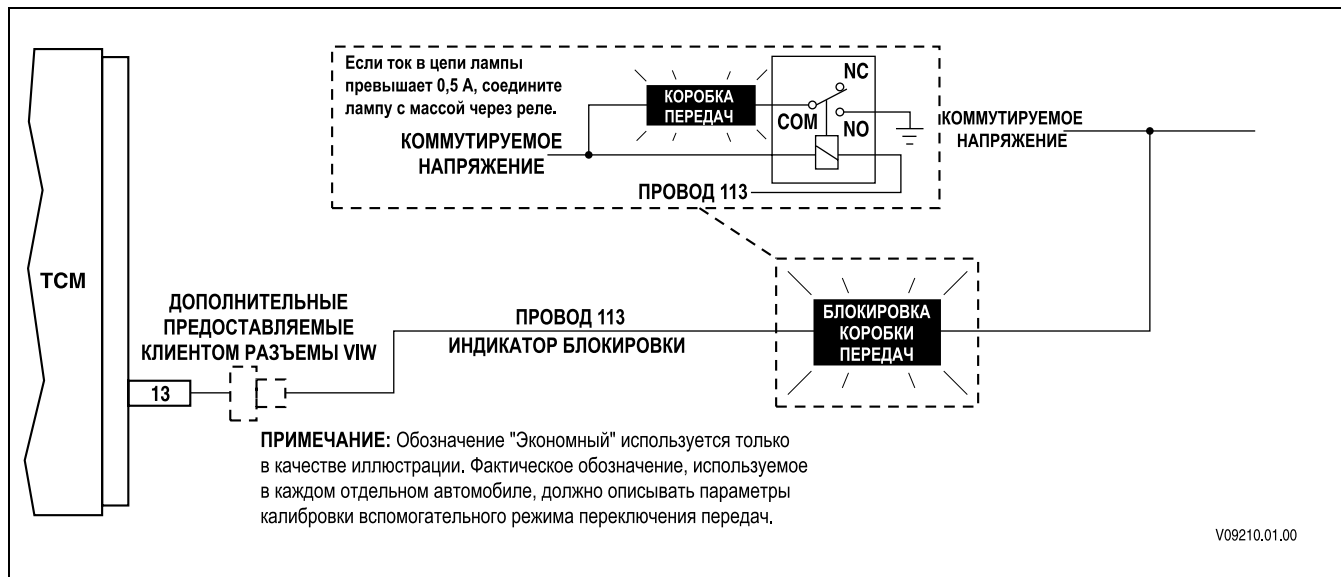 Если ток в цепи лампы
превышает 0,5 А, соедините
лампу с массой через реле.
КОРОБКА
ПЕРЕДАЧ
NC
COM
NO
КОММУТИРУЕМОЕ
НАПРЯЖЕНИЕ
КОММУТИРУЕМОЕ
НАПРЯЖЕНИЕ
ПРОВОД 113
TCM
ДОПОЛНИТЕЛЬНЫЕ
ПРЕДОСТАВЛЯЕМЫЕ
КЛИЕНТОМ РАЗЪЕМЫ VIW
13
ПРОВОД 113
ИНДИКАТОР БЛОКИРОВКИ
БЛОКИРОВКА
КОРОБКИ
ПЕРЕДАЧ
ПРИМЕЧАНИЕ: Обозначение "Экономный" используется только
в качестве иллюстрации. Фактическое обозначение, используемое
в каждом отдельном автомобиле, должно описывать параметры
калибровки вспомогательного режима переключения передач.
V09210.01.00